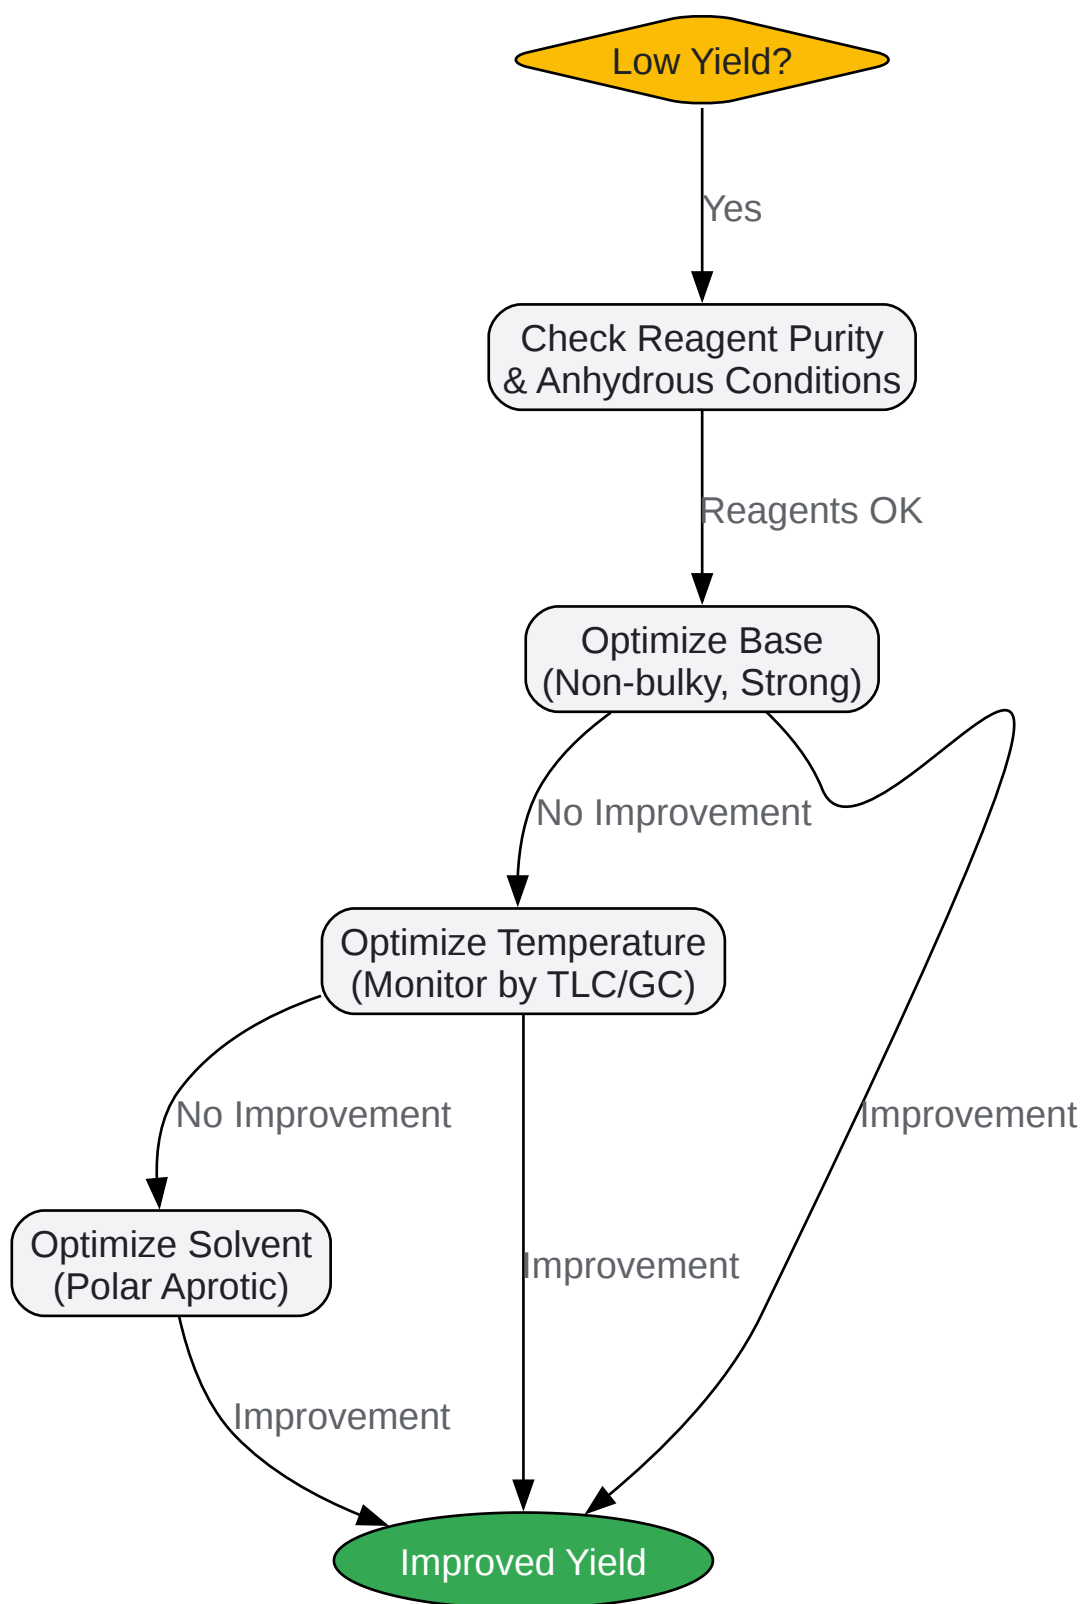 Low Yield?
Yes
Check Reagent Purity
& Anhydrous Conditions
Reagents OK
Optimize Base
(Non-bulky, Strong)
No Improvement
Optimize Temperature
(Monitor by TLC/GC)
No Improvement
Improvement
Optimize Solvent
(Polar Aprotic)
Improvement
Improvement
Improved Yield